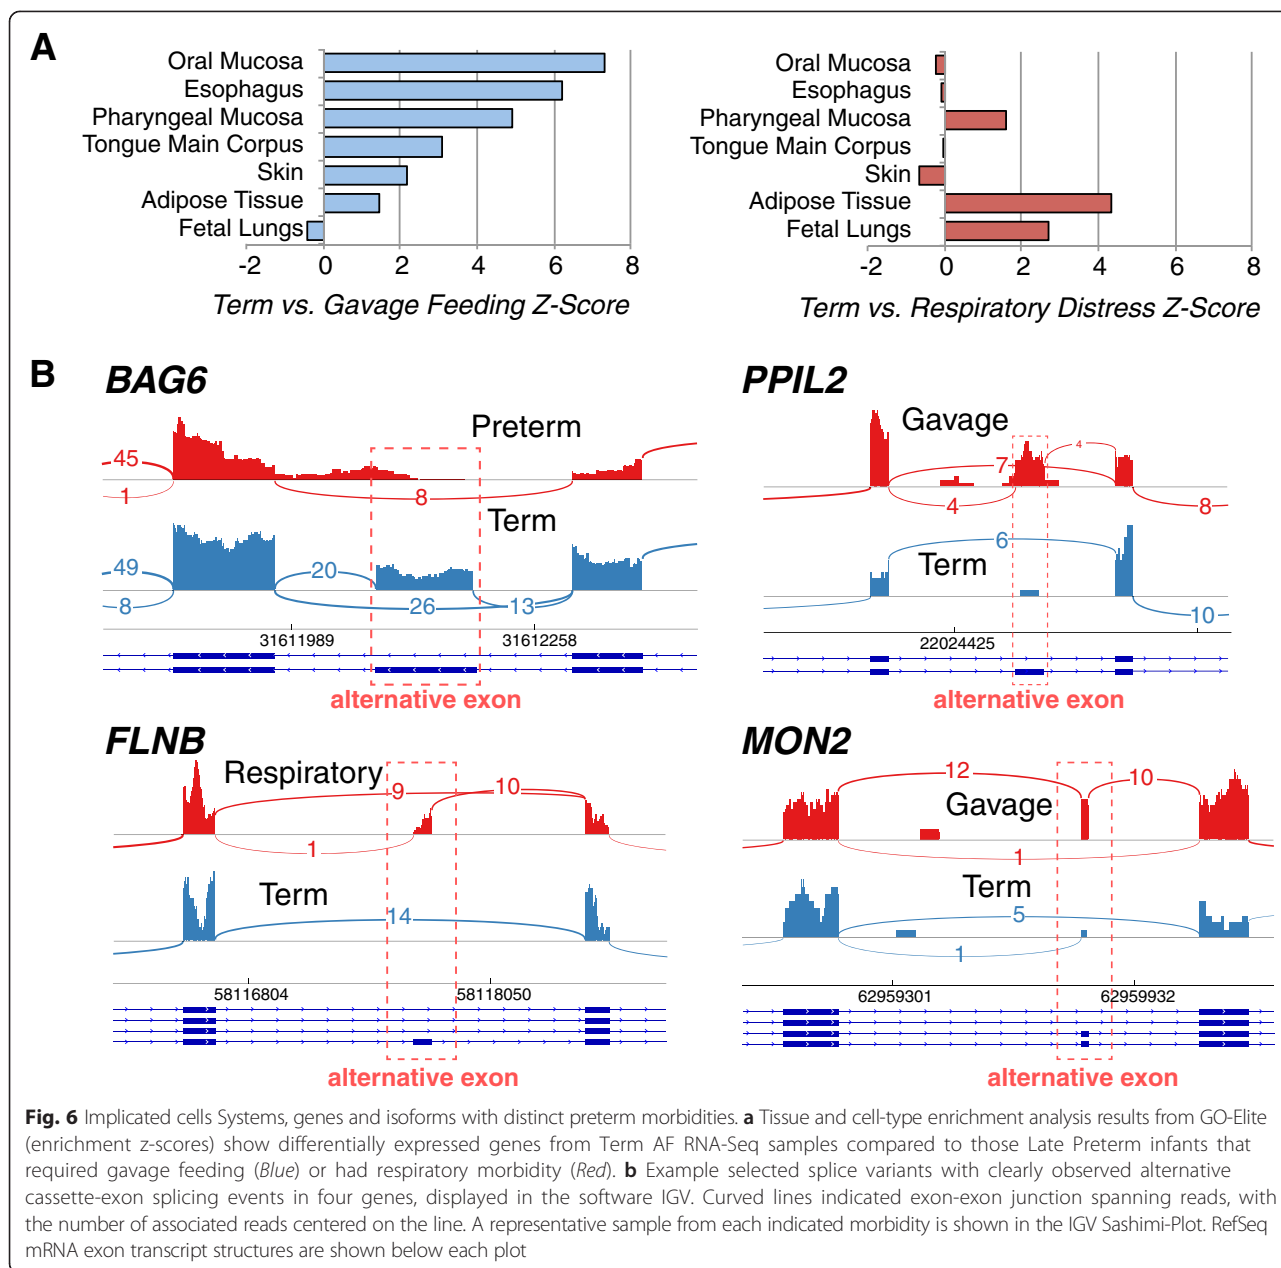 A
Oral Mucosa
Esophagus
Pharyngeal Mucosa
Tongue Main Corpus
Skin
Adipose Tissue
Fetal Lungs
-2 0 2 4 6 8
Term vs. Gavage Feeding Z-Score
Oral Mucosa
Esophagus
Pharyngeal Mucosa
Tongue Main Corpus
Skin
Adipose Tissue
Fetal Lungs
-2 0 2 4 6 8
Term vs. Respiratory Distress Z-Score
B
BAG6
Preterm
45
1
8
Term
49
20
8
26
13
31611989 31612258
alternative exon
PPIL2
Gavage
4
7
4
8
Term
6
10
22024425
alternative exon
FLNB
Respiratory
9
10
1
Term
14
58116804 58118050
alternative exon
MON2
12
10
Gavage
1
Term
5
1
62959301 62959932
alternative exon
Fig. 6 Implicated cells Systems, genes and isoforms with distinct preterm morbidities. a Tissue and cell-type enrichment analysis results from GO-Elite
(enrichment z-scores) show differentially expressed genes from Term AF RNA-Seq samples compared to those Late Preterm infants that
required gavage feeding (Blue) or had respiratory morbidity (Red). b Example selected splice variants with clearly observed alternative
cassette-exon splicing events in four genes, displayed in the software IGV. Curved lines indicated exon-exon junction spanning reads, with
the number of associated reads centered on the line. A representative sample from each indicated morbidity is shown in the IGV Sashimi-Plot. RefSeq
mRNA exon transcript structures are shown below each plot